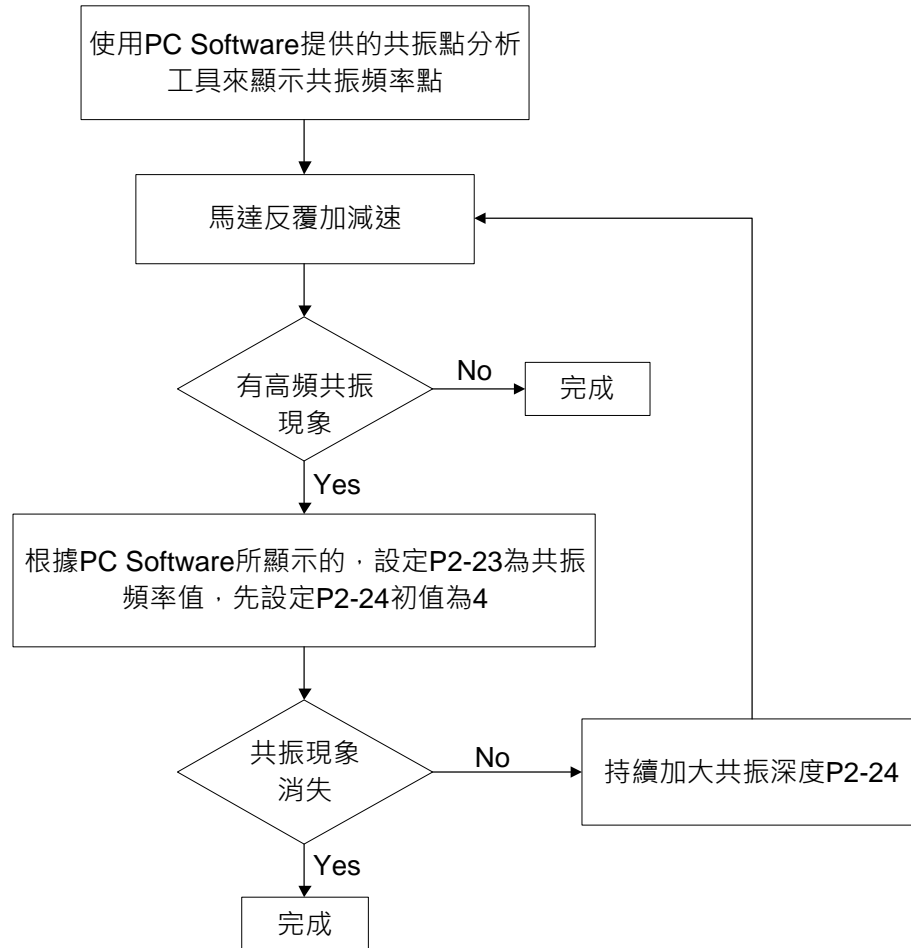 使用PC Software提供的共振點分析
工具來顯示共振頻率點
馬達反覆加減速
有高頻共振
現象
No
完成
Yes
根據PC Software所顯示的，設定P2-23為共振
頻率值，先設定P2-24初值為4
共振現象
消失
No
持續加大共振深度P2-24
Yes
完成